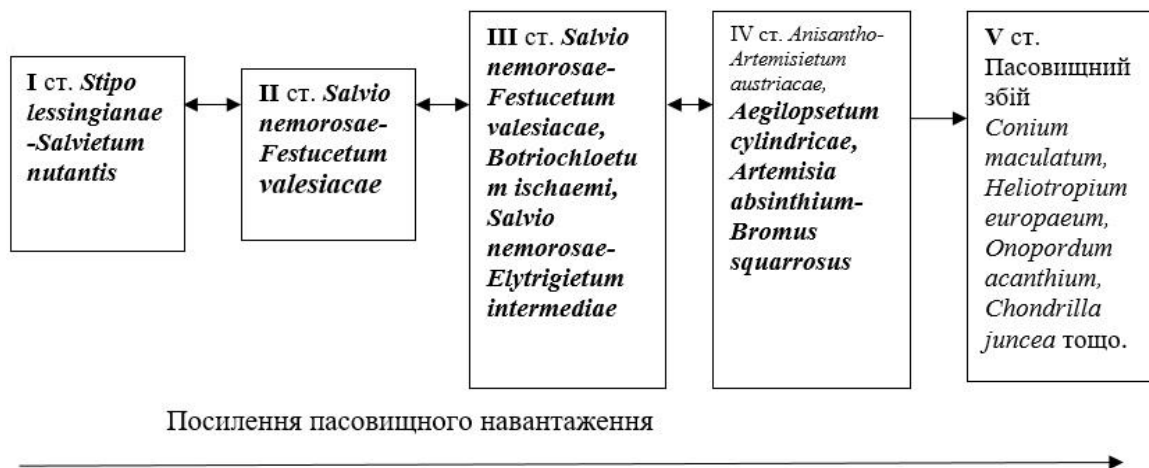 I ст. Stipo
lessingianae
-Salvietum
nutantis
II ст. Salvio
nemorosae-
Festucetum
valesiacae
III ст. Salvio
nemorosae-
Festucetum
valesiacae,
Botriochloetu
m ischaemi,
Salvio
nemorosae-
Elytrigietum
intermediae
IV ст. Anisantho-
Artemisietum
austriacae,
Aegilopsetum
cylindricae,
Artemisia
absinthium-
Bromus
squarrosus
V ст.
Пасовищний
збій
Conium
maculatum,
Heliotropium
europaeum,
Onopordum
acanthium,
Chondrilla
juncea тощо.
Посилення пасовищного навантаження